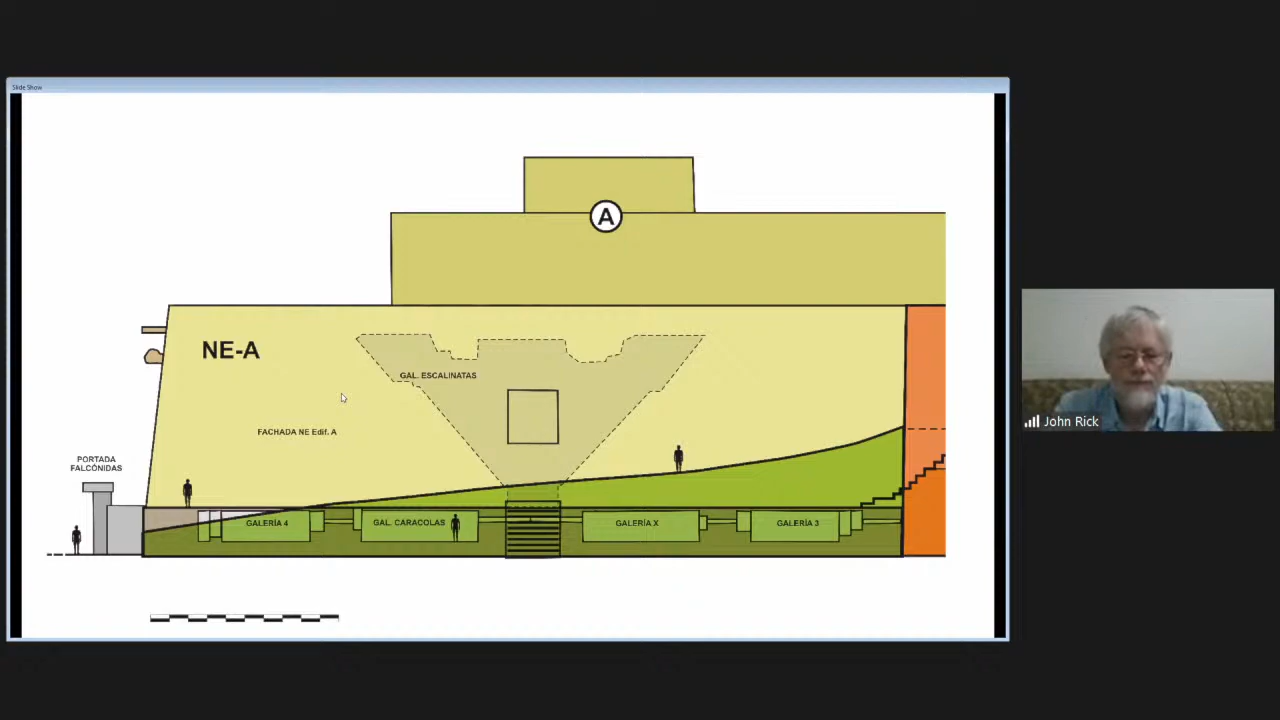 Slide Show
A
NE-A
GAL. ESCALINATAS
FACHADA NE Edif. A
PORTADA
FALCÓNIDAS
GALERÍA 4
GAL. CARACOLAS
GALERÍA X
GALERÍA 3
John Rick